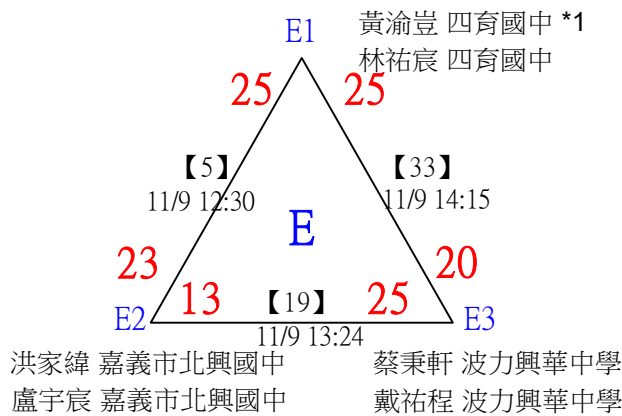 E1
黃渝豈 四育國中 *1
林祐宸 四育國中
25
25
【5】
11/9 12:30
【33】
11/9 14:15
E
23
20
13
【19】
25
E2
11/9 13:24
E3
洪家緯 嘉義市北興國中
盧宇宸 嘉義市北興國中
蔡秉軒 波力興華中學
戴祐程 波力興華中學